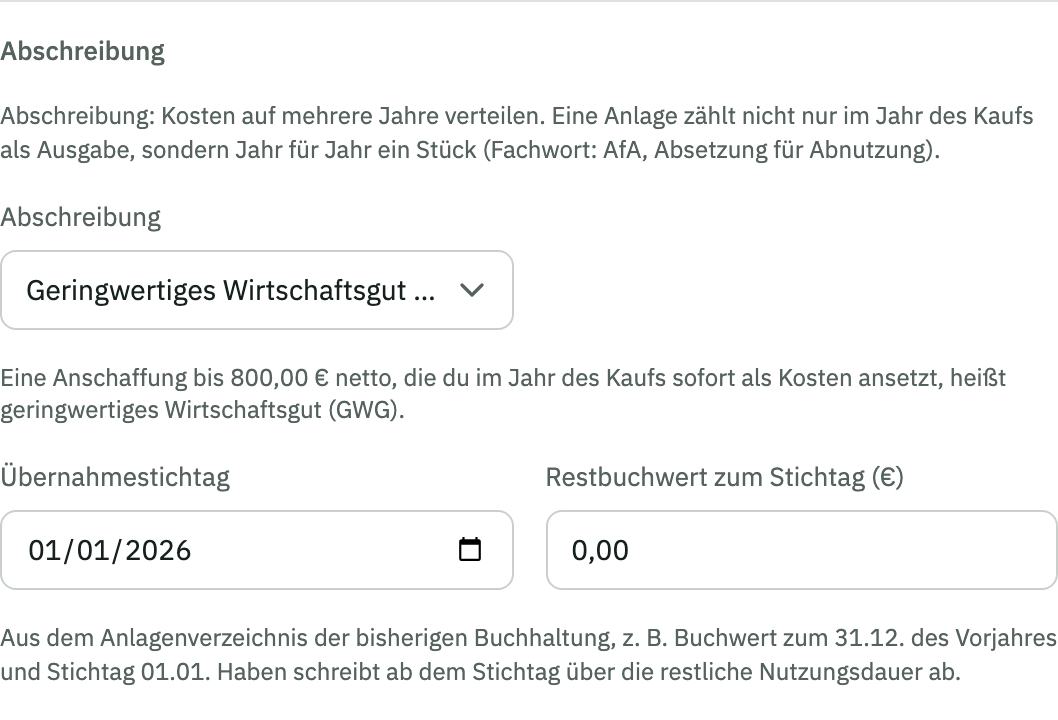 Abschreibung
Abschreibung: Kosten auf mehrere Jahre verteilen. Eine Anlage zählt nicht nur im Jahr des Kaufs
als Ausgabe, sondern Jahr für Jahr ein Stück (Fachwort: AfA, Absetzung für Abnutzung).
Abschreibung
Geringwertiges Wirtschaftsgut ...
Eine Anschaffung bis 800,00 € netto, die du im Jahr des Kaufs sofort als Kosten ansetzt, heißt
geringwertiges Wirtschaftsgut (GWG).
Übernahmestichtag
Restbuchwert zum Stichtag (€)
01/01/2026
0,00
Aus dem Anlagenverzeichnis der bisherigen Buchhaltung, z. B. Buchwert zum 31.12. des Vorjahres
und Stichtag 01.01. Haben schreibt ab dem Stichtag über die restliche Nutzungsdauer ab.